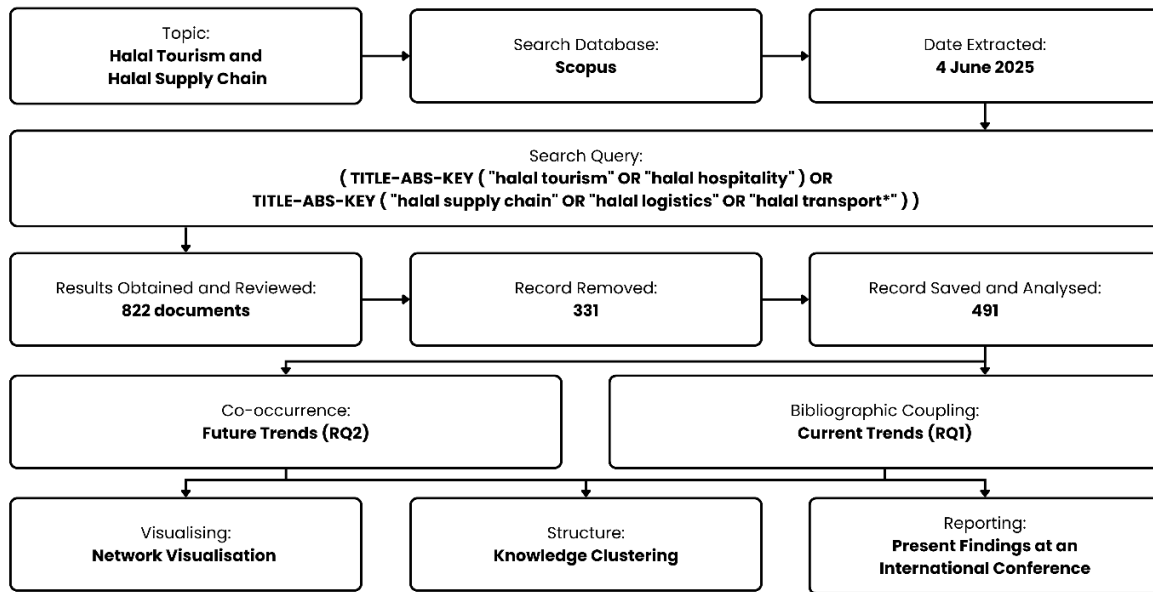 Topic:
Halal Tourism and
Halal Supply Chain
Search Database:
Scopus
Date Extracted:
4 June 2025
Search Query:
( TITLE-ABS-KEY ( "halal tourism" OR "halal hospitality" ) OR
TITLE-ABS-KEY ( "halal supply chain" OR "halal logistics" OR "halal transport*" ) )
Results Obtained and Reviewed:
822 documents
Record Removed:
331
Record Saved and Analysed:
491
Co-occurrence:
Future Trends (RQ2)
Bibliographic Coupling:
Current Trends (RQ1)
Visualising:
Network Visualisation
Structure:
Knowledge Clustering
Reporting:
Present Findings at an
International Conference